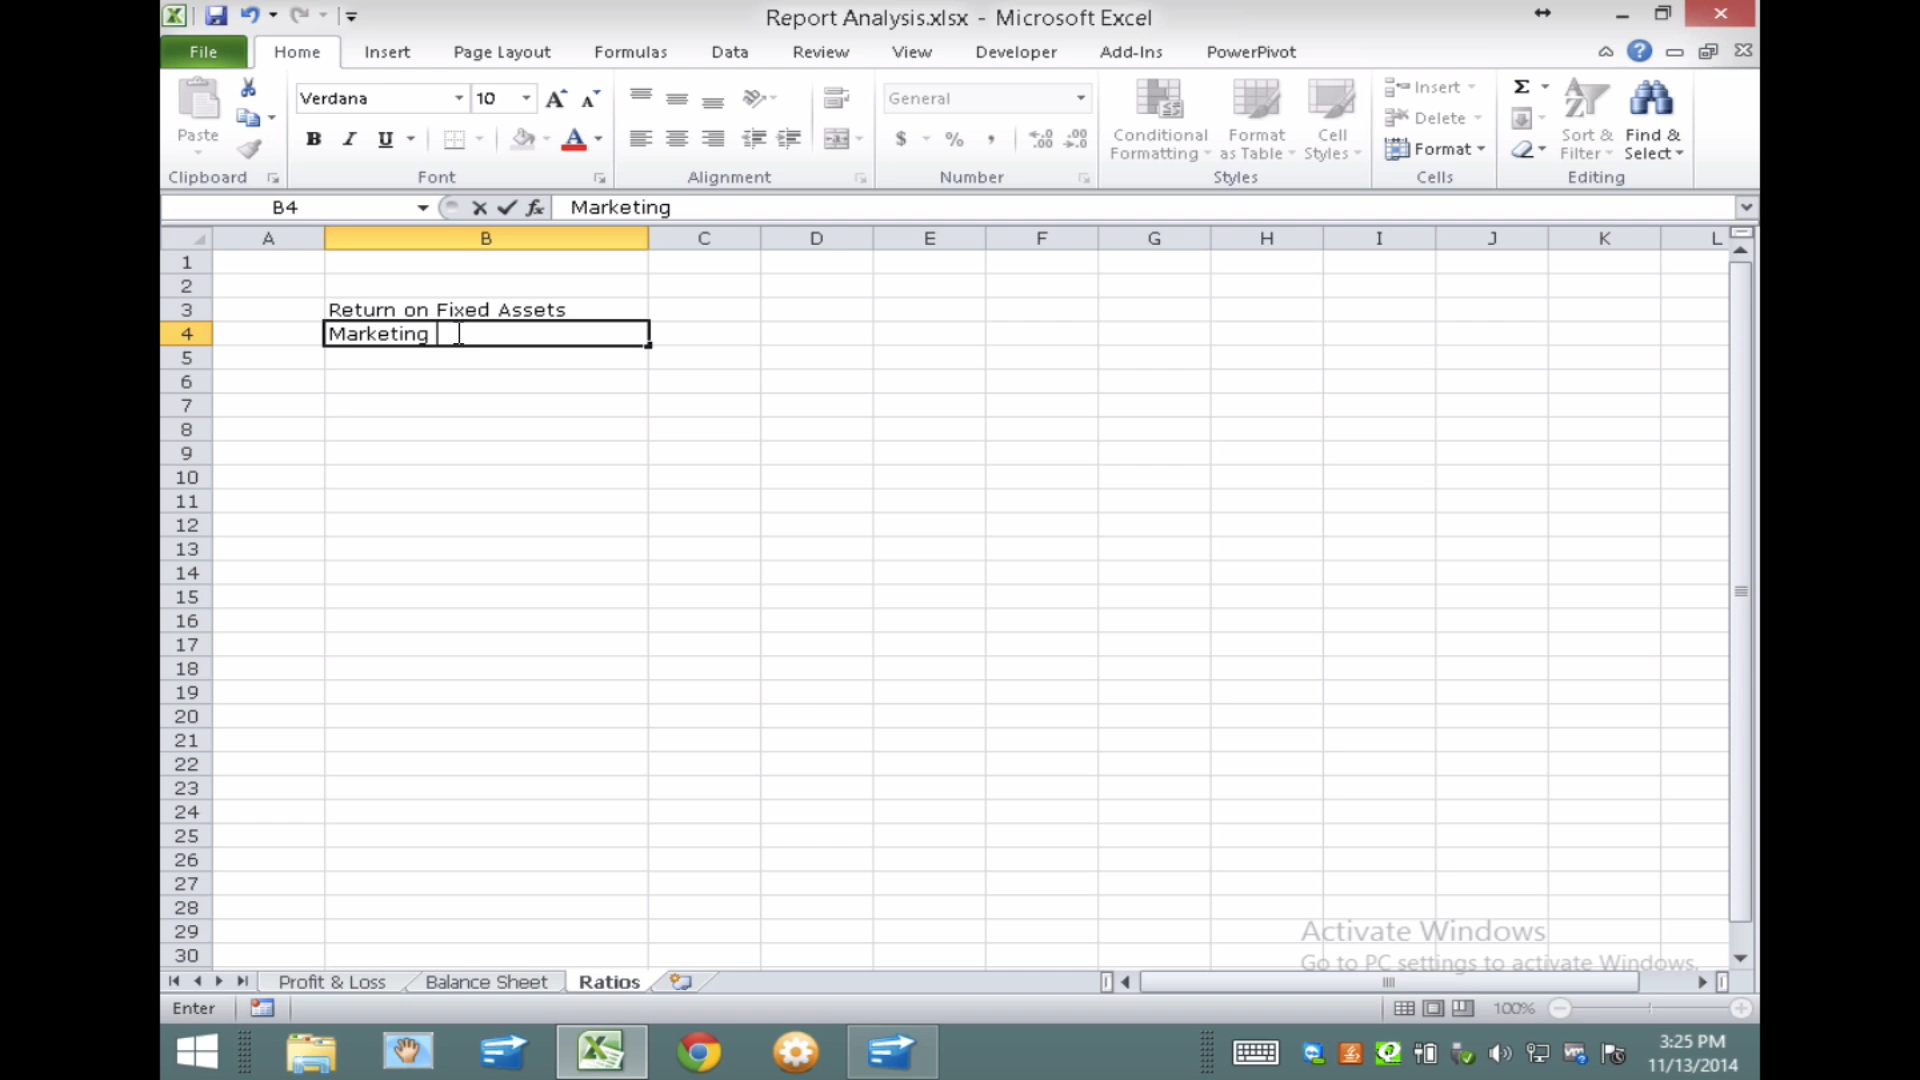 Report Analysis.xlsx - Microsoft Excel
File Home Insert Page Layout Formulas Data Review View Developer Add-Ins PowerPivot
Verdana 10 General
Insert
Delete
Format
Paste
B I U
$ %
Conditional Formatting
Format as Table
Cell Styles
Sort & Filter
Find & Select
Clipboard Font Alignment Number Styles Cells Editing
B4 fx Marketing
A B C D E F G H I J K L
1
2
3 Return on Fixed Assets
4 Marketing
5
6
7
8
9
10
11
12
13
14
15
16
17
18
19
20
21
22
23
24
25
26
27
28
29
30
Activate Windows
Go to PC settings to activate Windows.
Profit & Loss Balance Sheet Ratios
Enter 100%
3:25 PM
11/13/2014